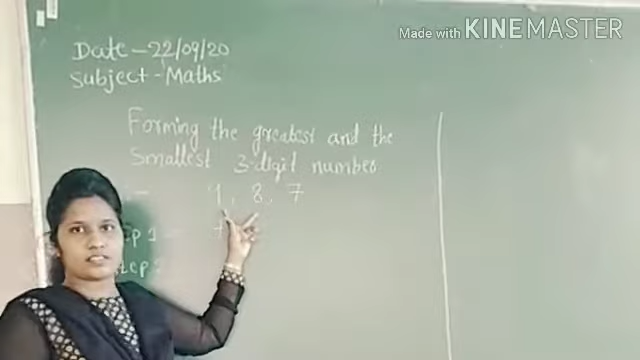 Made with KINEMASTER
Date - 22/09/20
Subject - Maths
Forming the greatest and the
Smallest 3-digit number
- 1, 8, 7